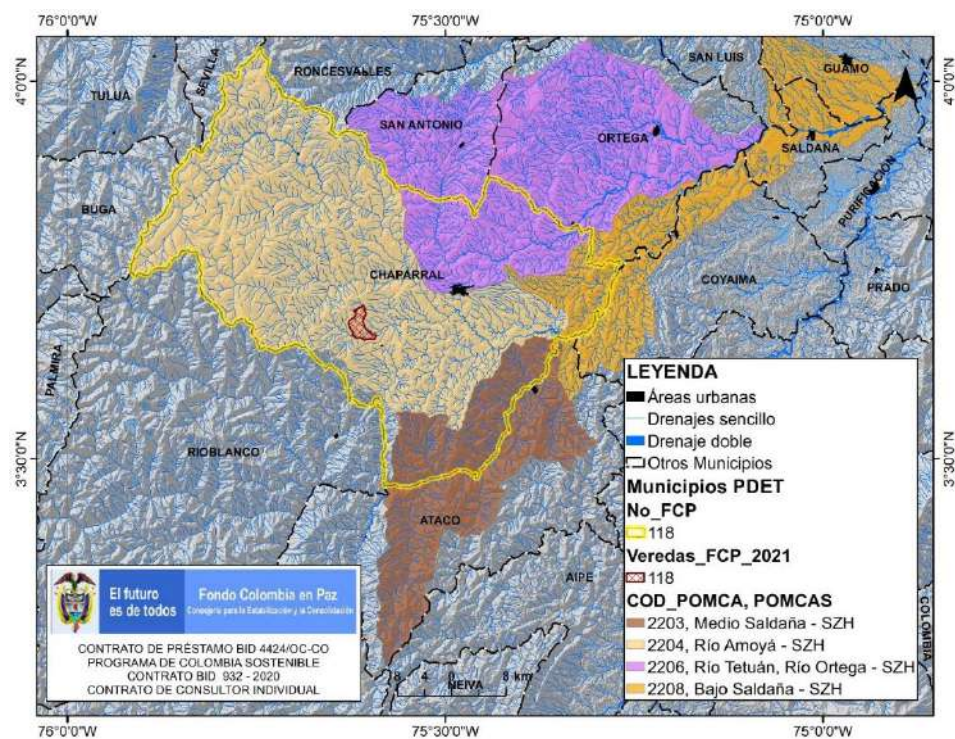 76°0'0"W
75°30'0"W
75°0'0"W
4°0'0"N
4°0'0"N
3°30'0"N
3°30'0"N
TULUA
SEVILLA
RONCESVALLES
SAN LUIS
GUAMO
SAN ANTONIO
ORTEGA
SALDAÑA
BUGA
PURIFICACION
CHAPARRAL
COYAIMA
PRADO
PALMIRA
RIOBLANCO
ATACO
AIPE
NEIVA
COLOMBIA
LEYENDA
Áreas urbanas
Drenajes sencillo
Drenaje doble
Otros Municipios
Municipios PDET
No_FCP
118
Veredas_FCP_2021
118
COD_POMCA, POMCAS
2203, Medio Saldaña - SZH
2204, Río Amoyá - SZH
2206, Río Tetuán, Río Ortega - SZH
2208, Bajo Saldaña - SZH
El futuro
es de todos
Fondo Colombia en Paz
Consejería para la Estabilización y la Consolidación
CONTRATO DE PRÉSTAMO BID 4424/OC-CO
PROGRAMA DE COLOMBIA SOSTENIBLE
CONTRATO BID 932 - 2020
CONTRATO DE CONSULTOR INDIVIDUAL
8 4 0 8 km
76°0'0"W
75°30'0"W
75°0'0"W